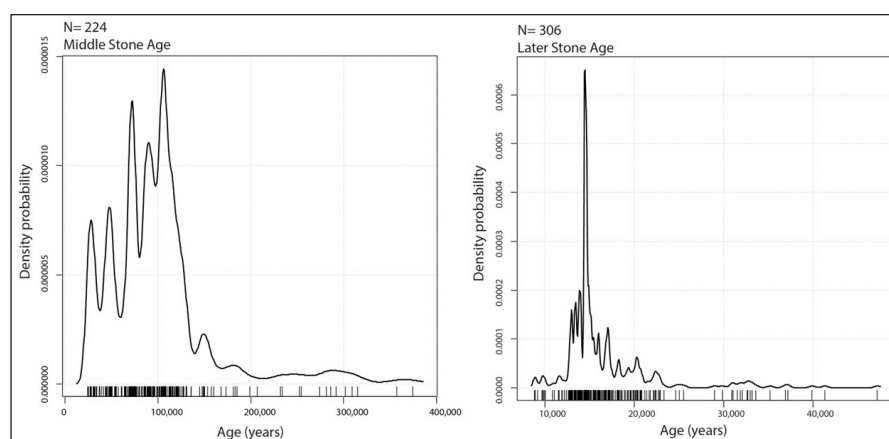 N= 224
Middle Stone Age
0.000015
0.000010
0.000005
0.000000
Density probability
0
100,000
200,000
300,000
400,000
Age (years)
N= 306
Later Stone Age
0.0006
0.0005
0.0004
0.0003
0.0002
0.0001
0.0000
Density probability
10,000
20,000
30,000
40,000
Age (years)